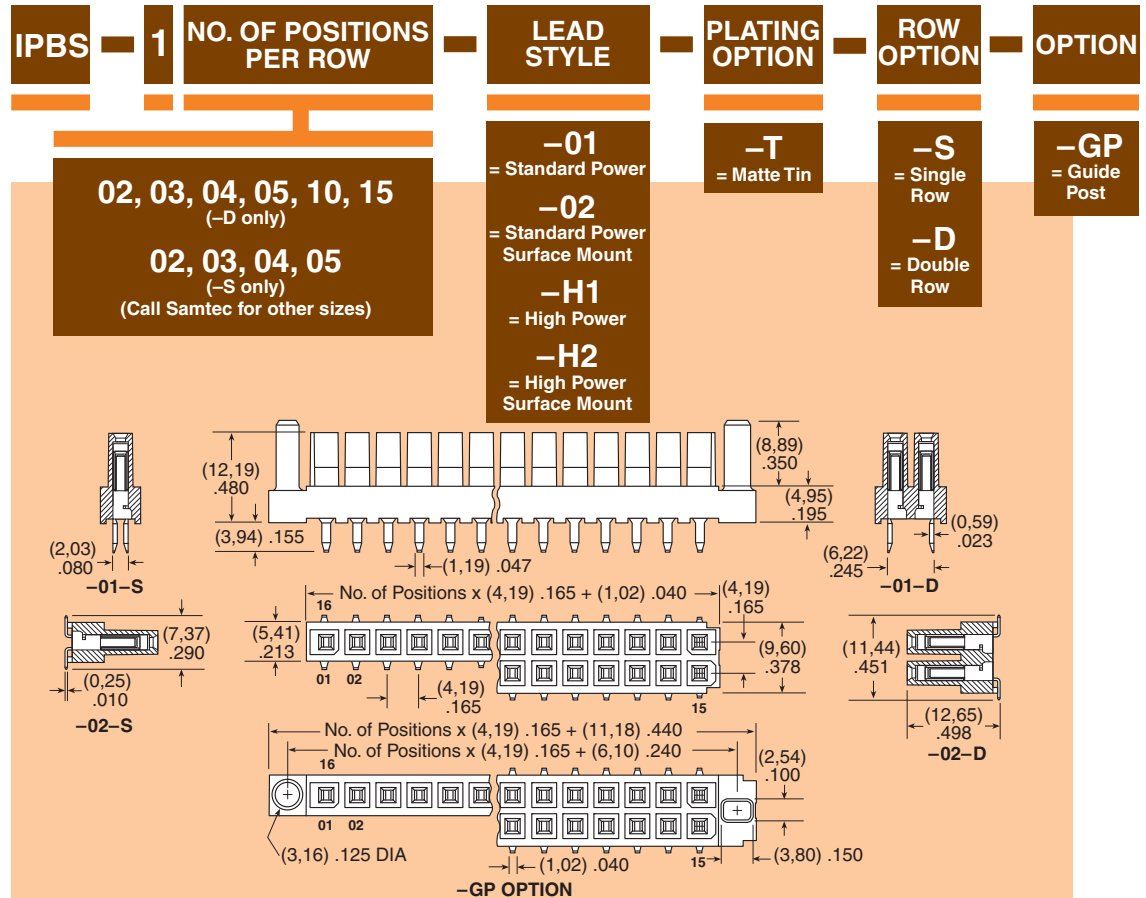 IPBS
1
NO. OF POSITIONS
PER ROW
LEAD
STYLE
PLATING
OPTION
ROW
OPTION
OPTION
02, 03, 04, 05, 10, 15
(–D only)
02, 03, 04, 05
(–S only)
(Call Samtec for other sizes)
–01
= Standard Power
–02
= Standard Power
Surface Mount
–H1
= High Power
–H2
= High Power
Surface Mount
–T
= Matte Tin
–S
= Single
Row
–D
= Double
Row
–GP
= Guide
Post
(2,03)
.080
–01–S
(12,19)
.480
(3,94) .155
(1,19) .047
(8,89)
.350
(4,95)
.195
(0,59)
.023
(6,22)
.245
–01–D
(7,37)
.290
(0,25)
.010
–02–S
No. of Positions x (4,19) .165 + (1,02) .040
16
(5,41)
.213
01
02
(4,19)
.165
15
(4,19)
.165
(9,60)
.378
(11,44)
.451
(12,65)
.498
–02–D
No. of Positions x (4,19) .165 + (11,18) .440
No. of Positions x (4,19) .165 + (6,10) .240
16
01
02
(2,54)
.100
(3,16) .125 DIA
(1,02) .040
15
(3,80) .150
–GP OPTION